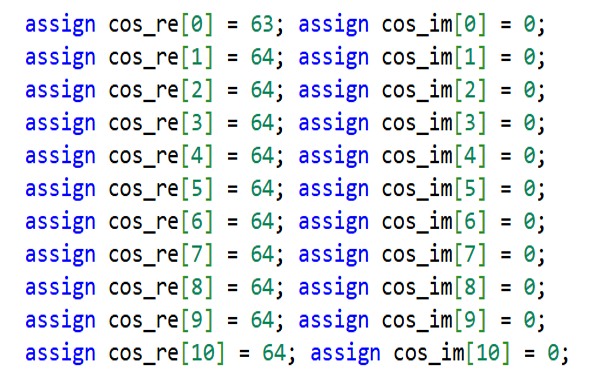 assign cos_re[0] = 63; assign cos_im[0] = 0;
assign cos_re[1] = 64; assign cos_im[1] = 0;
assign cos_re[2] = 64; assign cos_im[2] = 0;
assign cos_re[3] = 64; assign cos_im[3] = 0;
assign cos_re[4] = 64; assign cos_im[4] = 0;
assign cos_re[5] = 64; assign cos_im[5] = 0;
assign cos_re[6] = 64; assign cos_im[6] = 0;
assign cos_re[7] = 64; assign cos_im[7] = 0;
assign cos_re[8] = 64; assign cos_im[8] = 0;
assign cos_re[9] = 64; assign cos_im[9] = 0;
assign cos_re[10] = 64; assign cos_im[10] = 0;